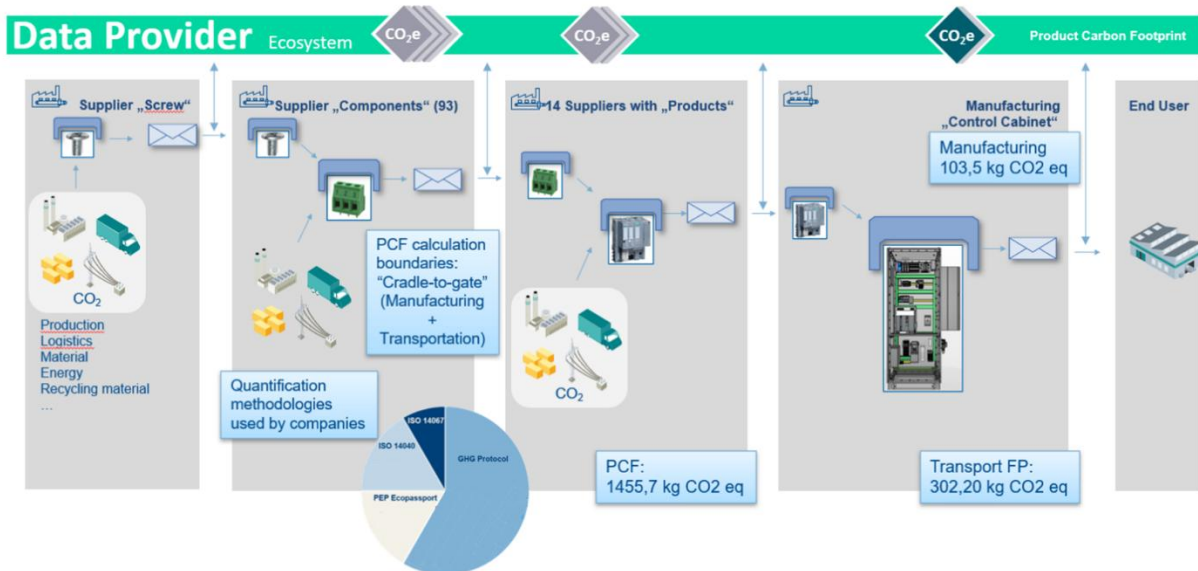 Data Provider Ecosystem
CO2e
CO2e
CO2e
Product Carbon Footprint
Supplier „Screw“
CO2
Production
Logistics
Material
Energy
Recycling material
...
Supplier „Components“ (93)
PCF calculation
boundaries:
“Cradle-to-gate”
(Manufacturing
+
Transportation)
Quantification
methodologies
used by companies
ISO 14067
ISO 14040
GHG Protocol
PEP Ecopassport
14 Suppliers with „Products“
CO2
PCF:
1455,7 kg CO2 eq
Manufacturing
„Control Cabinet“
Manufacturing
103,5 kg CO2 eq
Transport FP:
302,20 kg CO2 eq
End User